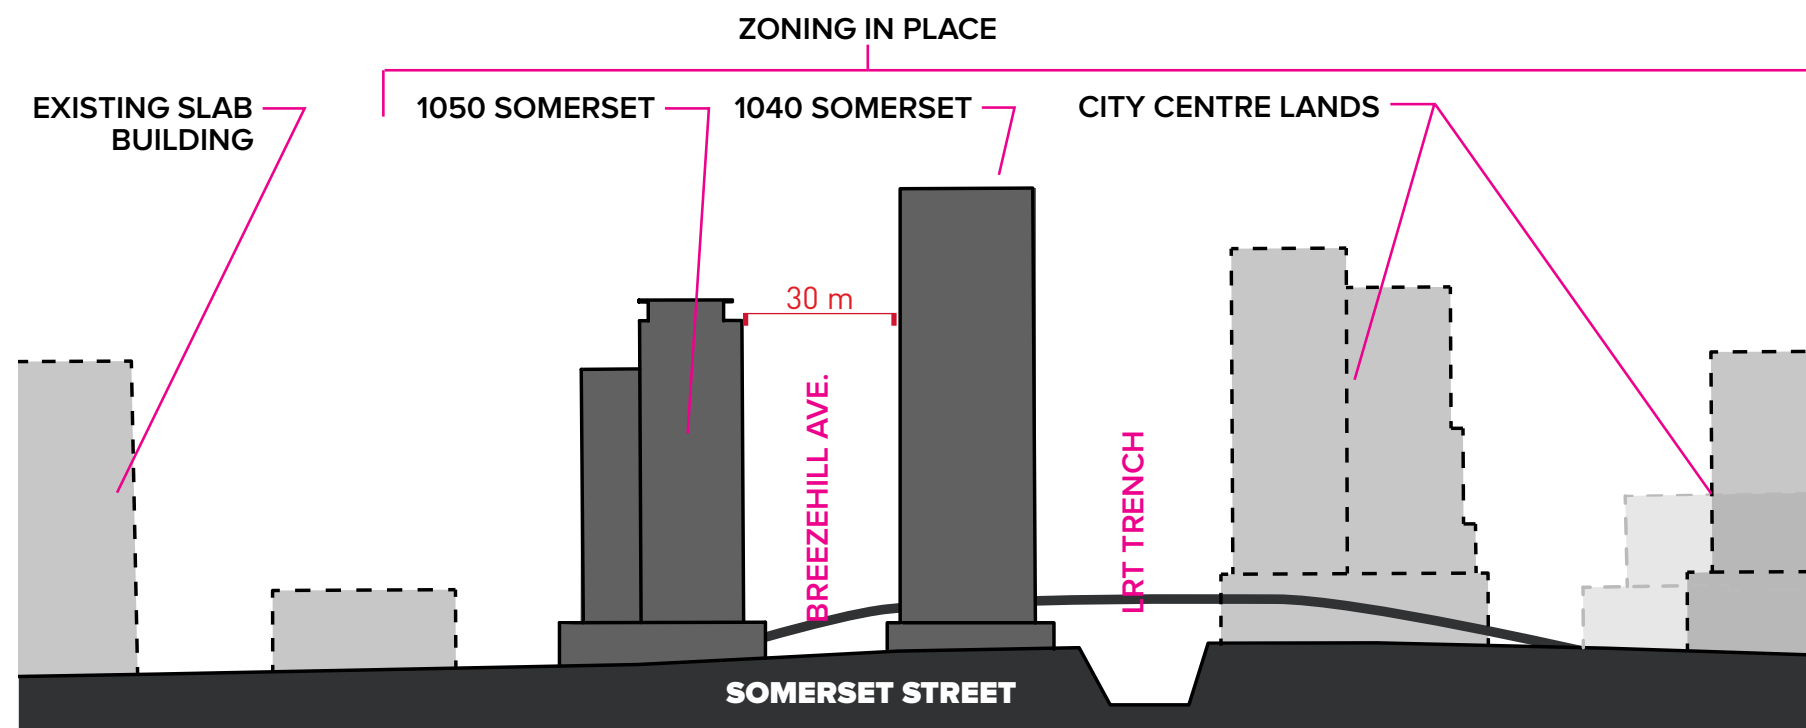 ZONING IN PLACE
EXISTING SLAB
BUILDING
1050 SOMERSET
1040 SOMERSET
CITY CENTRE LANDS
30 m
BREEZEHILL AVE.
LRT TRENCH
SOMERSET STREET